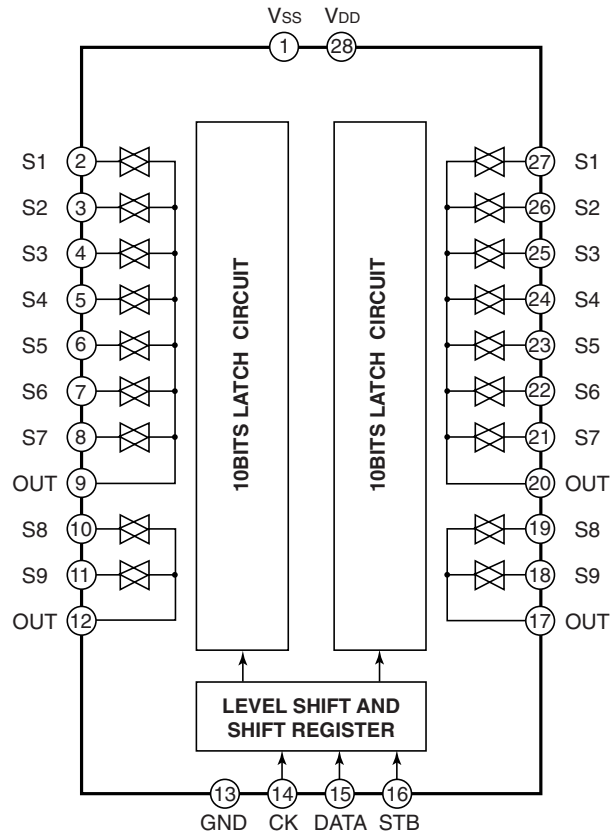 VSS VDD
1 28
S1 2 27 S1
S2 3 26 S2
S3 4 25 S3
S4 5 24 S4
S5 6 23 S5
S6 7 22 S6
S7 8 21 S7
OUT 9 20 OUT
S8 10 19 S8
S9 11 18 S9
OUT 12 17 OUT
10BITS LATCH CIRCUIT
10BITS LATCH CIRCUIT
LEVEL SHIFT AND
SHIFT REGISTER
13 14 15 16
GND CK DATA STB